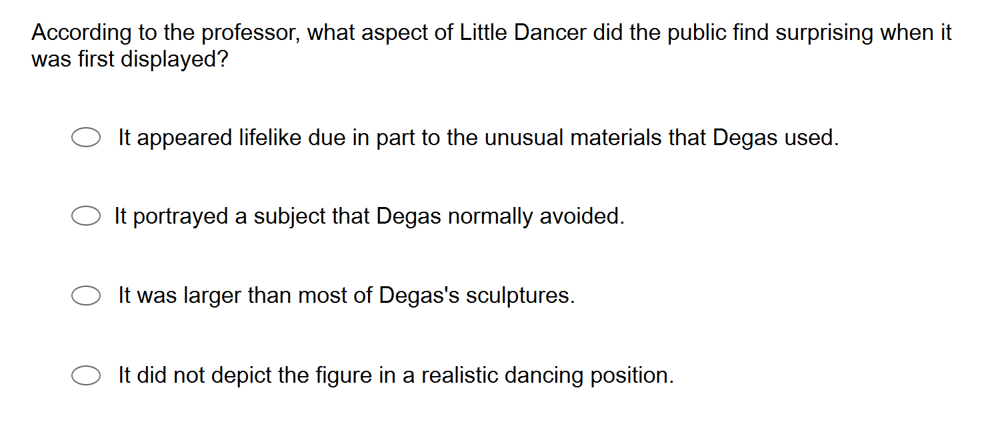 According to the professor, what aspect of Little Dancer did the public find surprising when it
was first displayed?
It appeared lifelike due in part to the unusual materials that Degas used.
It portrayed a subject that Degas normally avoided.
It was larger than most of Degas's sculptures.
It did not depict the figure in a realistic dancing position.